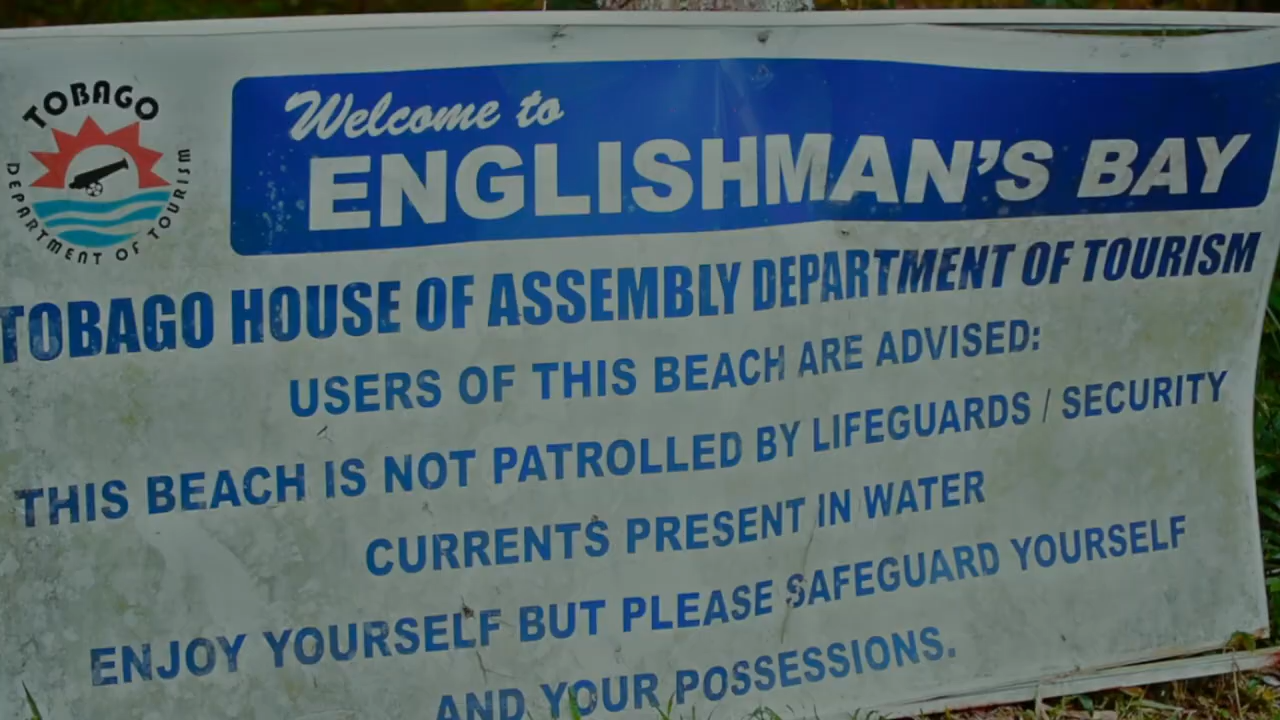 TOBAGO
DEPARTMENT OF TOURISM
Welcome to
ENGLISHMAN'S BAY
TOBAGO HOUSE OF ASSEMBLY DEPARTMENT OF TOURISM
USERS OF THIS BEACH ARE ADVISED:
THIS BEACH IS NOT PATROLLED BY LIFEGUARDS / SECURITY
CURRENTS PRESENT IN WATER
ENJOY YOURSELF BUT PLEASE SAFEGUARD YOURSELF
AND YOUR POSSESSIONS.